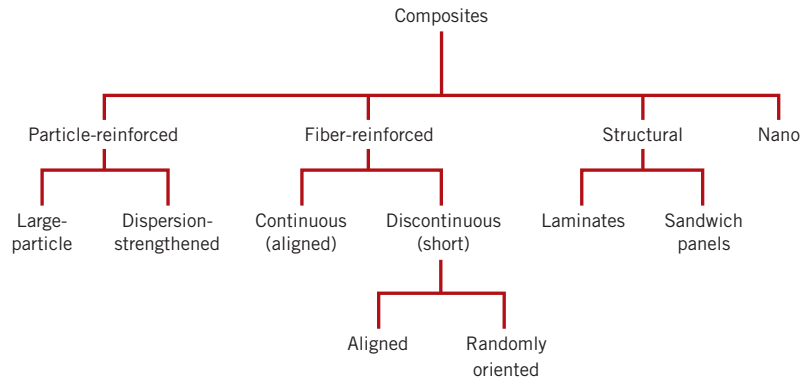 Composites
Particle-reinforced
Fiber-reinforced
Structural
Nano
Large-
particle
Dispersion-
strengthened
Continuous
(aligned)
Discontinuous
(short)
Laminates
Sandwich
panels
Aligned
Randomly
oriented